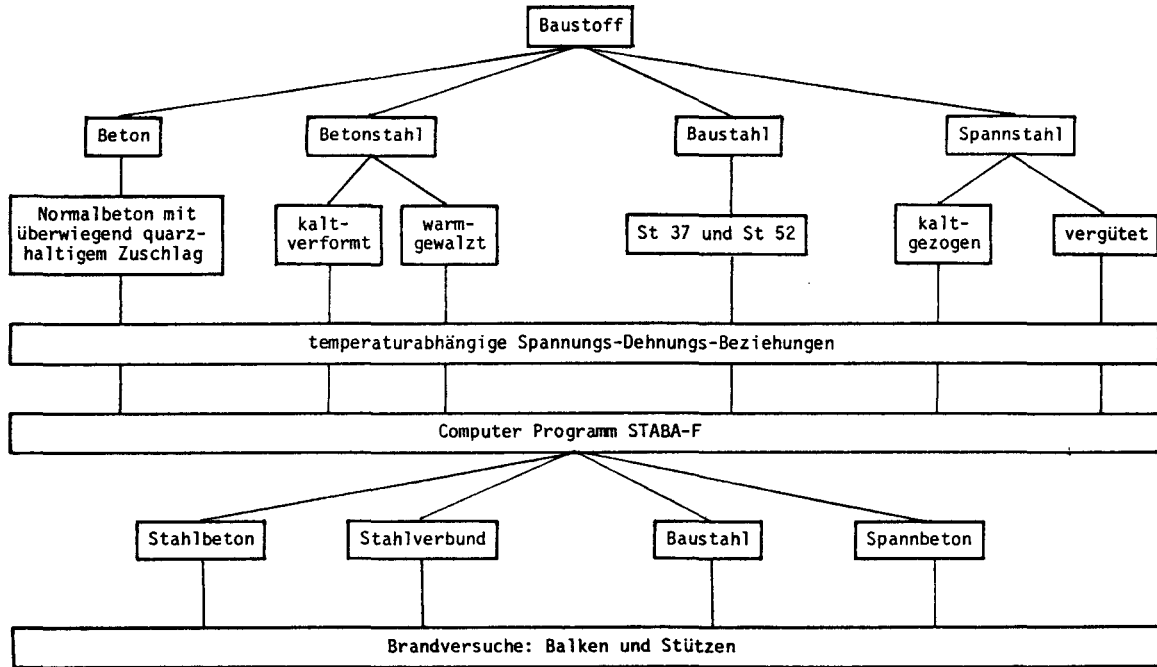 Baustoff
Beton
Betonstahl
Baustahl
Spannstahl
Normalbeton mit
überwiegend quarz-
haltigem Zuschlag
kalt-
verformt
warm-
gewalzt
St 37 und St 52
kalt-
gezogen
vergütet
temperaturabhängige Spannungs-Dehnungs-Beziehungen
Computer Programm STABA-F
Stahlbeton
Stahlverbund
Baustahl
Spannbeton
Brandversuche: Balken und Stützen